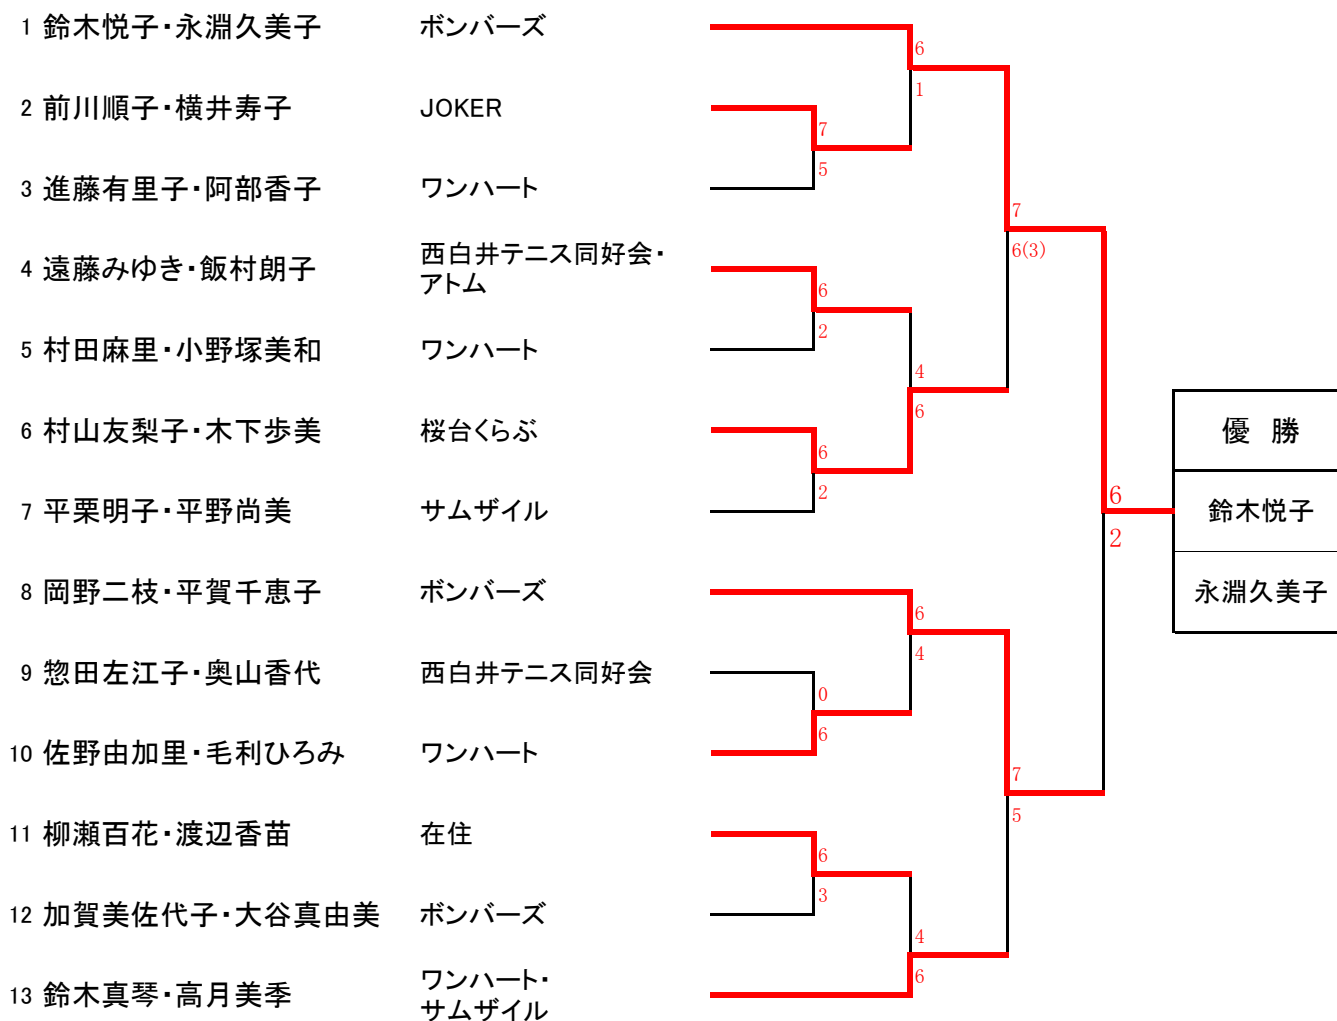 1 鈴木悦子・永淵久美子 ボンバーズ
6
1
2 前川順子・横井寿子 JOKER
7
5
3 進藤有里子・阿部香子 ワンハート
7
6(3)
4 遠藤みゆき・飯村朗子 西白井テニス同好会・
アトム
6
2
5 村田麻里・小野塚美和 ワンハート
4
6
6 村山友梨子・木下歩美 桜台くらぶ
6
2
優 勝
7 平栗明子・平野尚美 サムザイル
6
2
鈴木悦子
永淵久美子
8 岡野二枝・平賀千恵子 ボンバーズ
6
4
9 惣田左江子・奥山香代 西白井テニス同好会
0
6
10 佐野由加里・毛利ひろみ ワンハート
7
5
11 柳瀬百花・渡辺香苗 在住
6
3
12 加賀美佐代子・大谷真由美 ボンバーズ
4
6
13 鈴木真琴・高月美季 ワンハート・
サムザイル